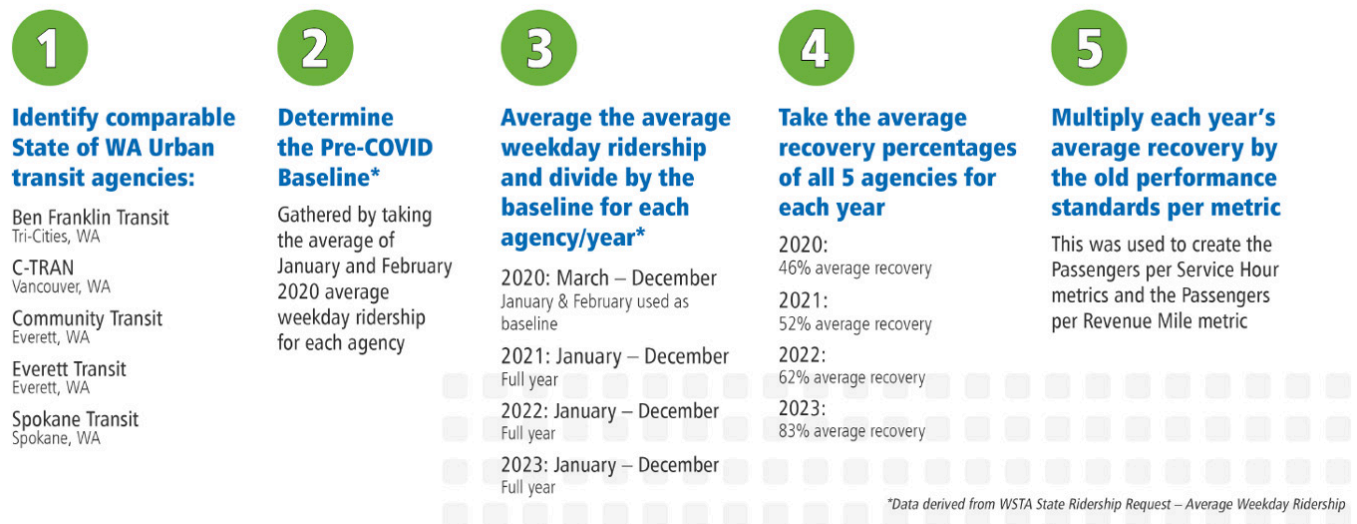 1
Identify comparable
State of WA Urban
transit agencies:
Ben Franklin Transit
Tri-Cities, WA
C-TRAN
Vancouver, WA
Community Transit
Everett, WA
Everett Transit
Everett, WA
Spokane Transit
Spokane, WA
2
Determine
the Pre-COVID
Baseline*
Gathered by taking
the average of
January and February
2020 average
weekday ridership
for each agency
3
Average the average
weekday ridership
and divide by the
baseline for each
agency/year*
2020: March – December
January & February used as
baseline
2021: January – December
Full year
2022: January – December
Full year
2023: January – December
Full year
4
Take the average
recovery percentages
of all 5 agencies for
each year
2020:
46% average recovery
2021:
52% average recovery
2022:
62% average recovery
2023:
83% average recovery
5
Multiply each year’s
average recovery by
the old performance
standards per metric
This was used to create the
Passengers per Service Hour
metrics and the Passengers
per Revenue Mile metric
*Data derived from WSTA State Ridership Request – Average Weekday Ridership